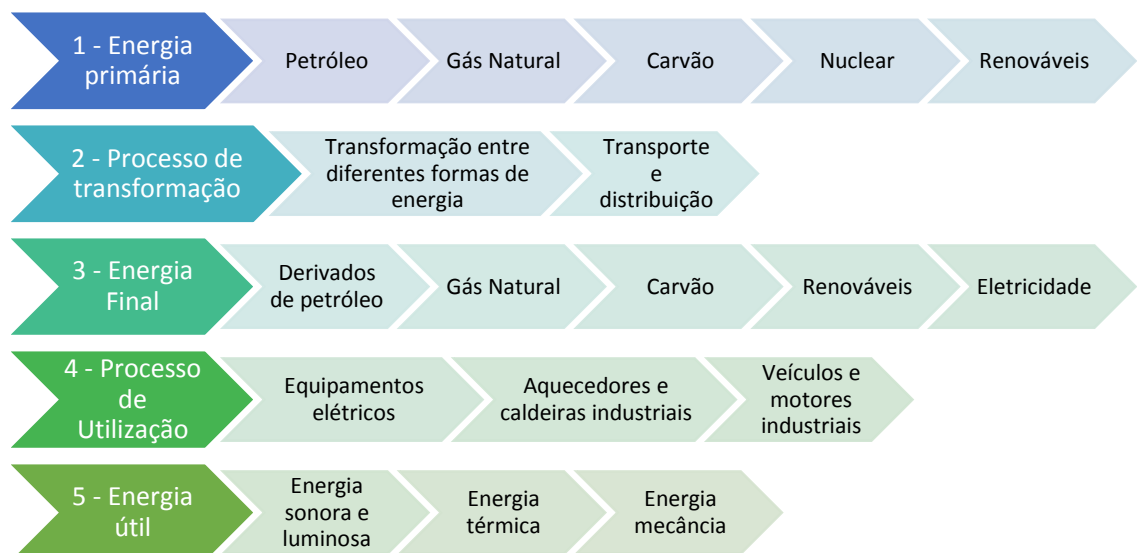 1 - Energia
primária
Petróleo
Gás Natural
Carvão
Nuclear
Renováveis
2 - Processo de
transformação
Transformação entre
diferentes formas de
energia
Transporte
e
distribuição
3 - Energia
Final
Derivados
de petróleo
Gás Natural
Carvão
Renováveis
Eletricidade
4 - Processo
de
Utilização
Equipamentos
elétricos
Aquecedores e
caldeiras industriais
Veículos e
motores
industriais
5 - Energia
útil
Energia
sonora e
luminosa
Energia
térmica
Energia
mecância